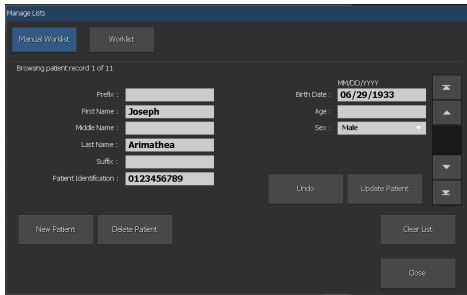 Manage Lists
Manual Worklist Worklist
Browsing patient record 1 of 11
MM/DD/YYYY
Prefix : Birth Date : 06/29/1933
First Name : Joseph Age :
Middle Name : Sex : Male
Last Name : Arimathea
Suffix :
Patient Identification : 0123456789
Undo Update Patient
New Patient Delete Patient Clear List
Close